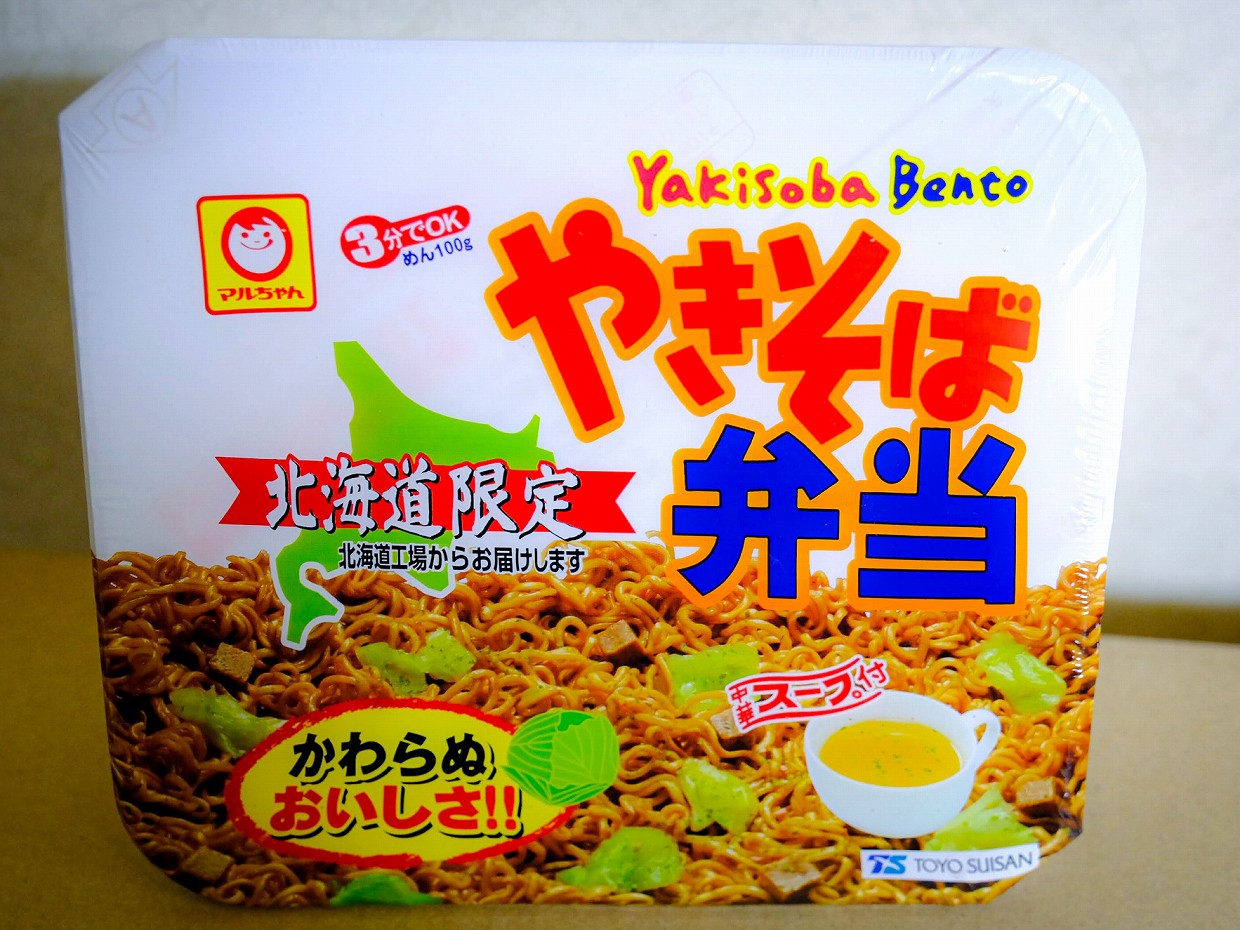 Yakisoba Bento
マルちゃん
3分でOK
めん100g
やきそば
弁当
北海道限定
北海道工場からお届けします
中華スープ付
かわらぬ
おいしさ!!
TS TOYO SUISAN